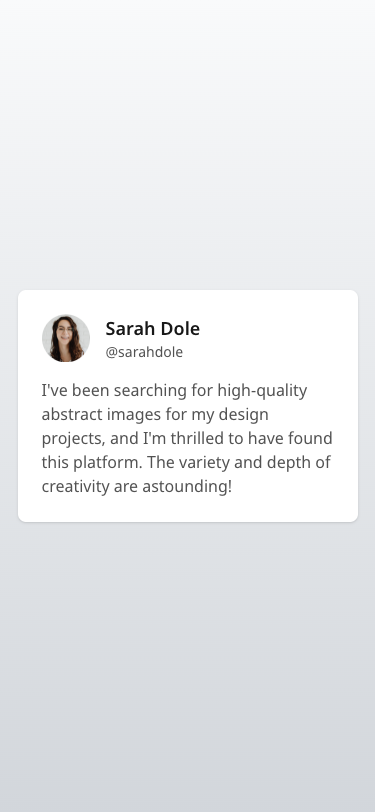 Sarah Dole
@sarahdole
I've been searching for high-quality
abstract images for my design
projects, and I'm thrilled to have found
this platform. The variety and depth of
creativity are astounding!